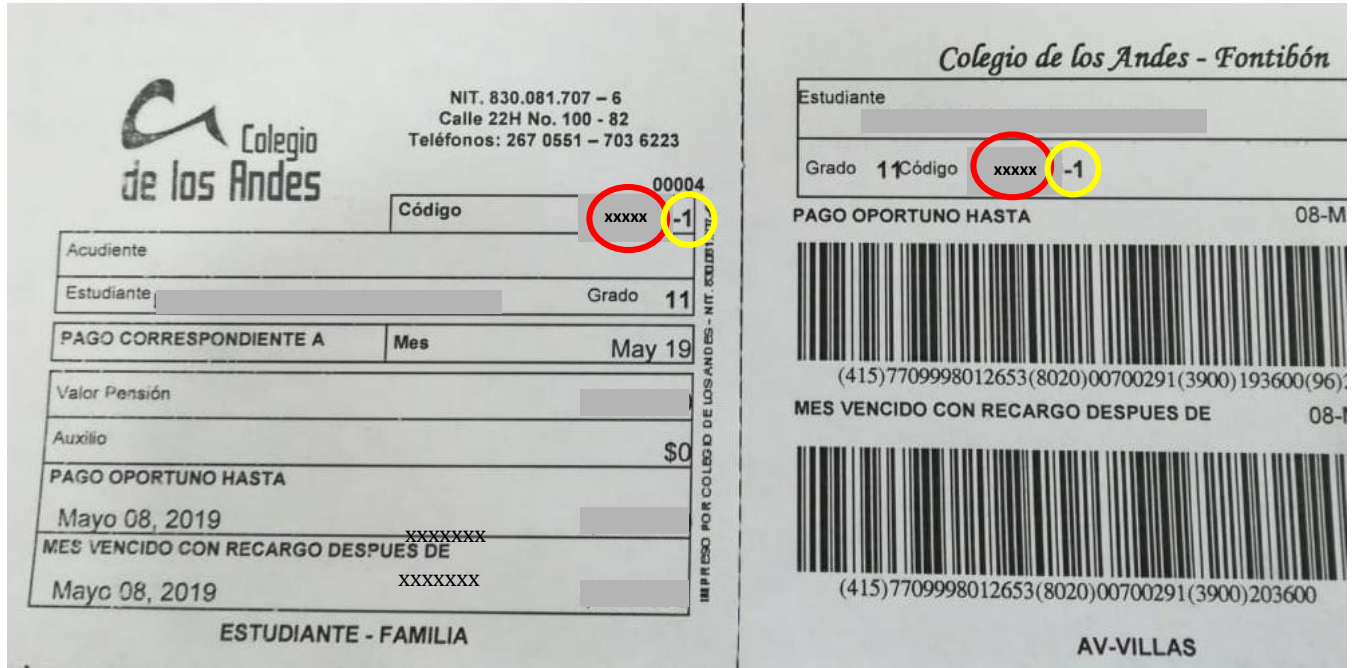 Colegio
de los Andes
NIT. 830.081.707 – 6
Calle 22H No. 100 - 82
Teléfonos: 267 0551 – 703 6223
00004
Código xxxxx -1
Acudiente
Estudiante Grado 11
PAGO CORRESPONDIENTE A Mes May 19
Valor Pensión
Auxilio $0
PAGO OPORTUNO HASTA
Mayo 08, 2019 xxxxxxx
MES VENCIDO CON RECARGO DESPUES DE
Mayo 08, 2019 xxxxxxx
ESTUDIANTE - FAMILIA
IMPRESO POR COLEGIO DE LOS ANDES - NIT. 830.081.
Colegio de los Andes - Fontibón
Estudiante
Grado 11 Código xxxxx -1
PAGO OPORTUNO HASTA 08-M
(415)7709998012653(8020)00700291(3900)193600(96)
MES VENCIDO CON RECARGO DESPUES DE 08-
(415)7709998012653(8020)00700291(3900)203600
AV-VILLAS